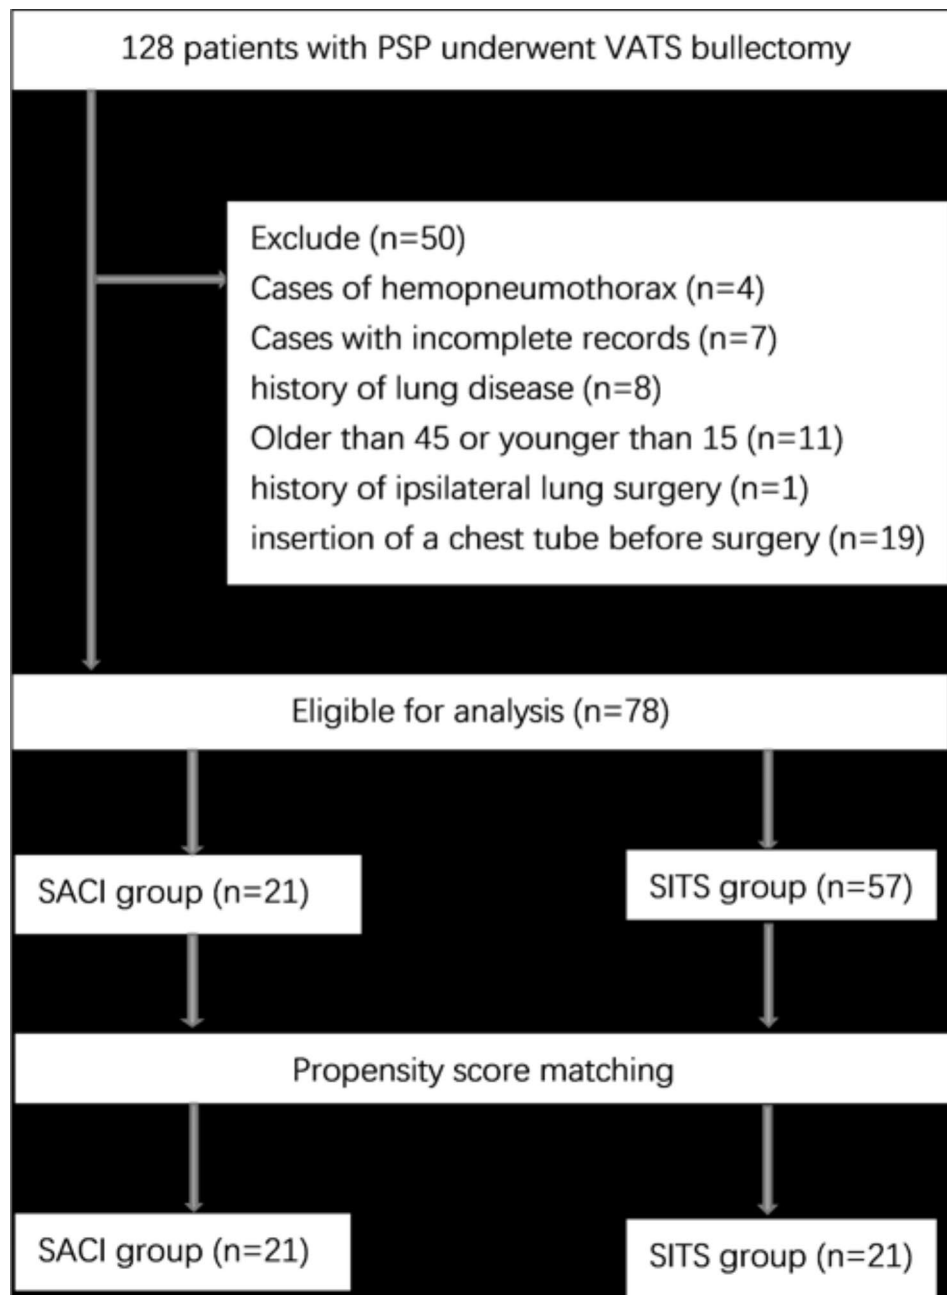 128 patients with PSP underwent VATS bullectomy
Exclude (n=50)
Cases of hemopneumothorax (n=4)
Cases with incomplete records (n=7)
history of lung disease (n=8)
Older than 45 or younger than 15 (n=11)
history of ipsilateral lung surgery (n=1)
insertion of a chest tube before surgery (n=19)
Eligible for analysis (n=78)
SACI group (n=21)
SITS group (n=57)
Propensity score matching
SACI group (n=21)
SITS group (n=21)